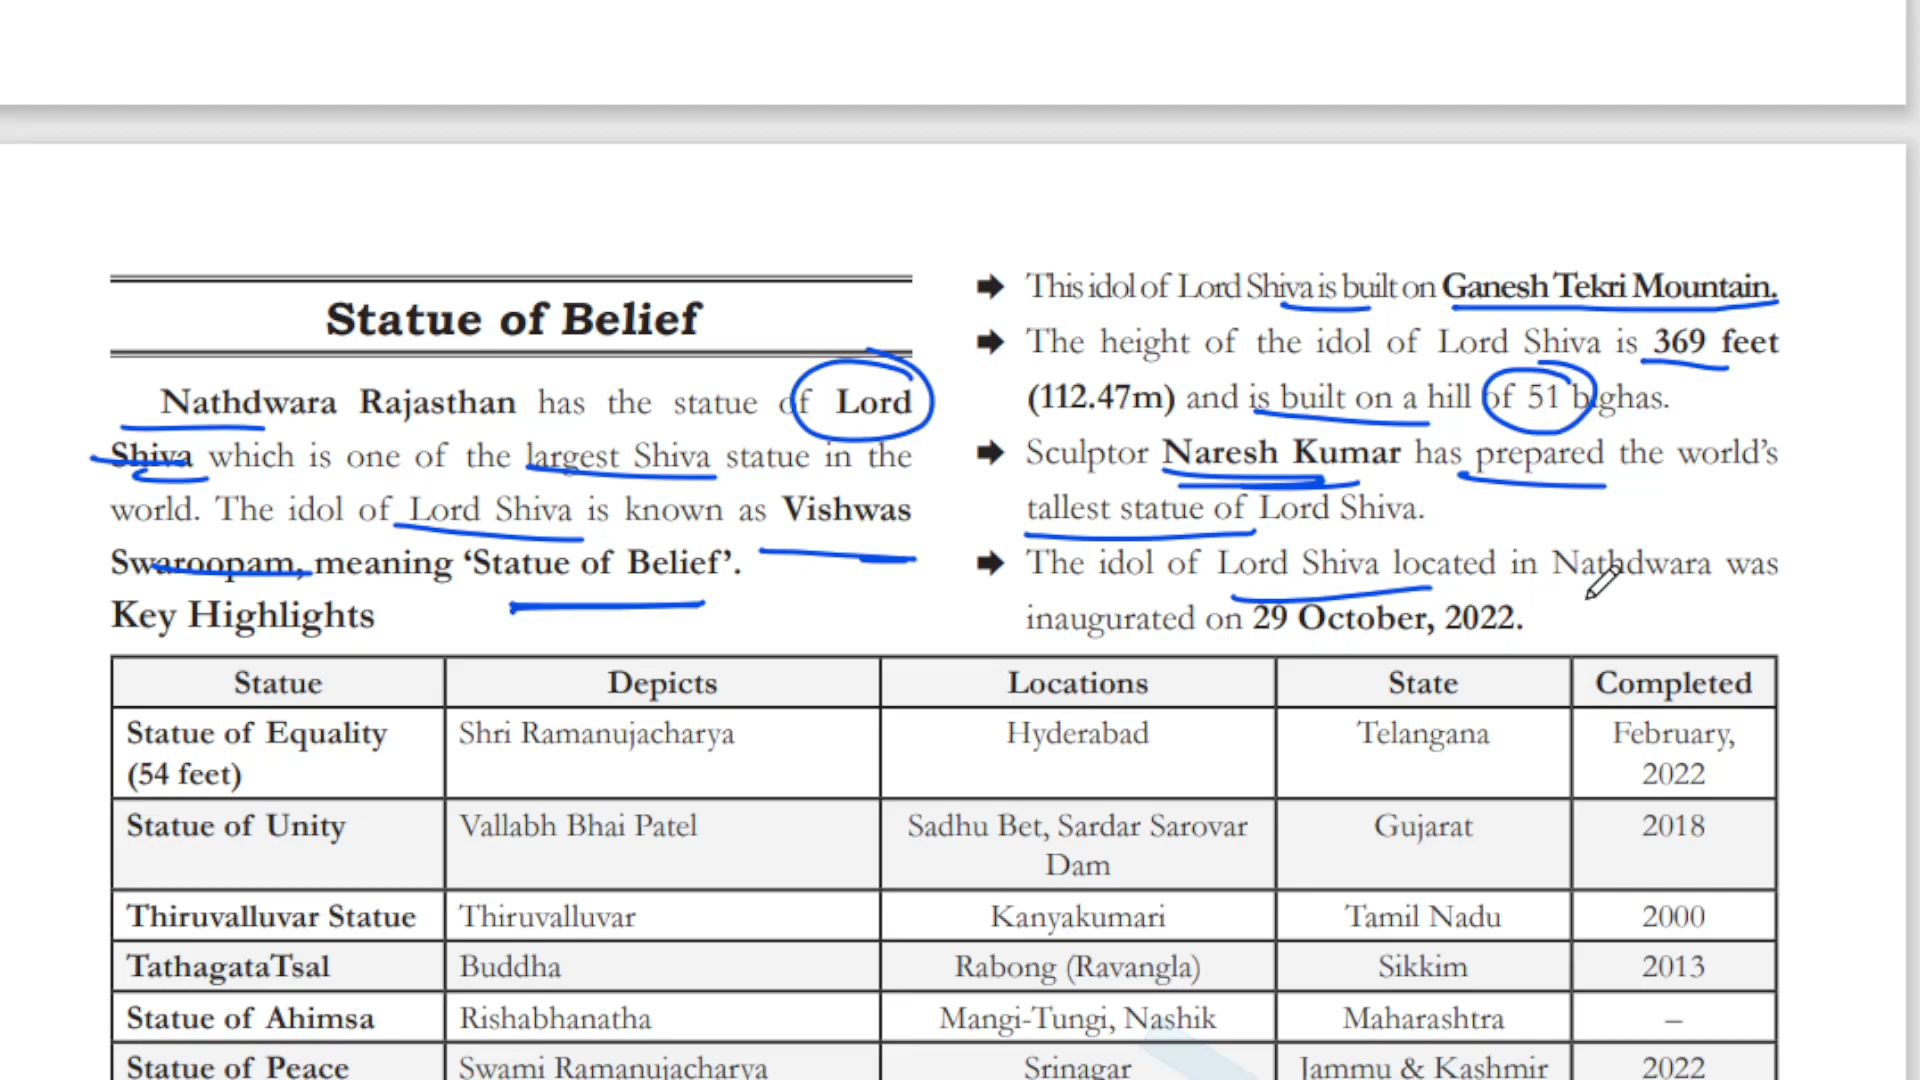 Statue of Belief
Nathdwara Rajasthan has the statue of Lord
Shiva which is one of the largest Shiva statue in the
world. The idol of Lord Shiva is known as Vishwas
Swaroopam, meaning ‘Statue of Belief’.
Key Highlights
This idol of Lord Shiva is built on Ganesh Tekri Mountain.
The height of the idol of Lord Shiva is 369 feet
(112.47m) and is built on a hill of 51 bighas.
Sculptor Naresh Kumar has prepared the world’s
tallest statue of Lord Shiva.
The idol of Lord Shiva located in Nathdwara was
inaugurated on 29 October, 2022.
Statue Depicts Locations State Completed
Statue of Equality Shri Ramanujacharya Hyderabad Telangana February,
(54 feet) 2022
Statue of Unity Vallabh Bhai Patel Sadhu Bet, Sardar Sarovar Gujarat 2018
Dam
Thiruvalluvar Statue Thiruvalluvar Kanyakumari Tamil Nadu 2000
TathagataTsal Buddha Rabong (Ravangla) Sikkim 2013
Statue of Ahimsa Rishabhanatha Mangi-Tungi, Nashik Maharashtra –
Statue of Peace Swami Ramanujacharya Srinagar Jammu & Kashmir 2022